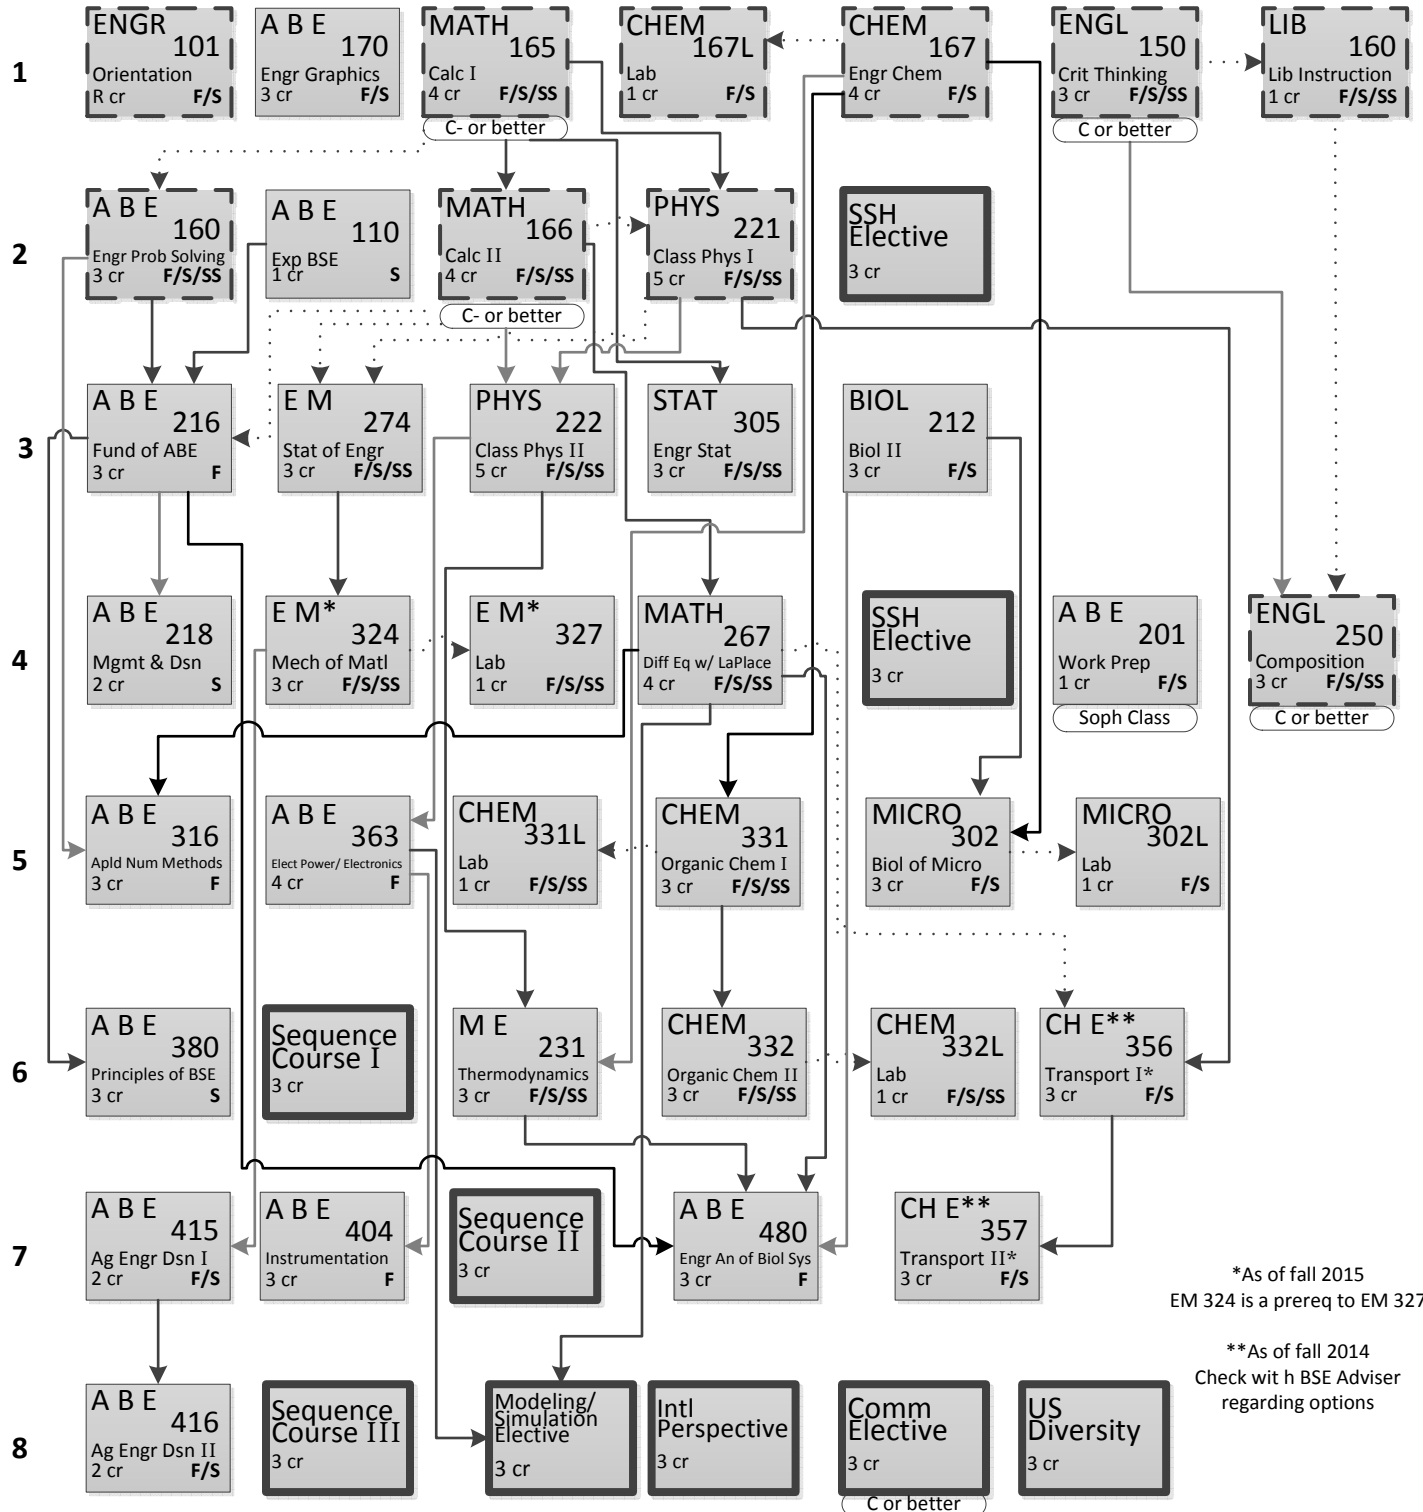 1
ENGR
101
Orientation
R cr F/S
A B E
170
Engr Graphics
3 cr F/S
MATH
165
Calc I
4 cr F/S/SS
C- or better
CHEM
167L
Lab
1 cr F/S
CHEM
167
Engr Chem
4 cr F/S
ENGL
150
Crit Thinking
3 cr F/S/SS
C or better
LIB
160
Lib Instruction
1 cr F/S/SS
2
A B E
160
Engr Prob Solving
3 cr F/S/SS
A B E
110
Exp BSE
1 cr S
MATH
166
Calc II
4 cr F/S/SS
C- or better
PHYS
221
Class Phys I
5 cr F/S/SS
SSH
Elective
3 cr
3
A B E
216
Fund of ABE
3 cr F
E M
274
Stat of Engr
3 cr F/S/SS
PHYS
222
Class Phys II
5 cr F/S/SS
STAT
305
Engr Stat
3 cr F/S/SS
BIOL
212
Biol II
3 cr F/S
4
A B E
218
Mgmt & Dsn
2 cr S
E M*
324
Mech of Matl
3 cr F/S/SS
E M*
327
Lab
1 cr F/S/SS
MATH
267
Diff Eq w/ LaPlace
4 cr F/S/SS
SSH
Elective
3 cr
A B E
201
Work Prep
1 cr F/S
Soph Class
ENGL
250
Composition
3 cr F/S/SS
C or better
5
A B E
316
Apld Num Methods
3 cr F
A B E
363
Elect Power/ Electronics
4 cr F
CHEM
331L
Lab
1 cr F/S/SS
CHEM
331
Organic Chem I
3 cr F/S/SS
MICRO
302
Biol of Micro
3 cr F/S
MICRO
302L
Lab
1 cr F/S
6
A B E
380
Principles of BSE
3 cr S
Sequence
Course I
3 cr
M E
231
Thermodynamics
3 cr F/S/SS
CHEM
332
Organic Chem II
3 cr F/S/SS
CHEM
332L
Lab
1 cr F/S/SS
CH E**
356
Transport I*
3 cr F/S
7
A B E
415
Ag Engr Dsn I
2 cr F/S
A B E
404
Instrumentation
3 cr F
Sequence
Course II
3 cr
A B E
480
Engr An of Biol Sys
3 cr F
CH E**
357
Transport II*
3 cr F/S
*As of fall 2015
EM 324 is a prereq to EM 327
**As of fall 2014
Check wit h BSE Adviser
regarding options
8
A B E
416
Ag Engr Dsn II
2 cr F/S
Sequence
Course III
3 cr
Modeling/
Simulation
Elective
3 cr
Intl
Perspective
3 cr
Comm
Elective
3 cr
C or better
US
Diversity
3 cr